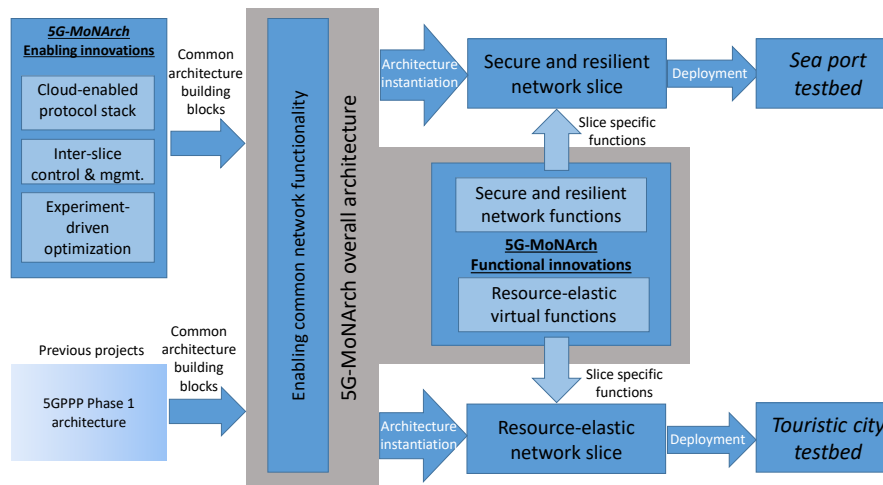 5G-MoNArch
Enabling innovations
Cloud-enabled
protocol stack
Inter-slice
control & mgmt.
Experiment-
driven
optimization
Common
architecture
building
blocks
Previous projects
5GPPP Phase 1
architecture
Common
architecture
building
blocks
Enabling common network functionality
5G-MoNArch overall architecture
Architecture
instantiation
Secure and resilient
network slice
Deployment
Sea port
testbed
Slice specific
functions
Secure and resilient
network functions
5G-MoNArch
Functional innovations
Resource-elastic
virtual functions
Slice specific
functions
Architecture
instantiation
Resource-elastic
network slice
Deployment
Touristic city
testbed